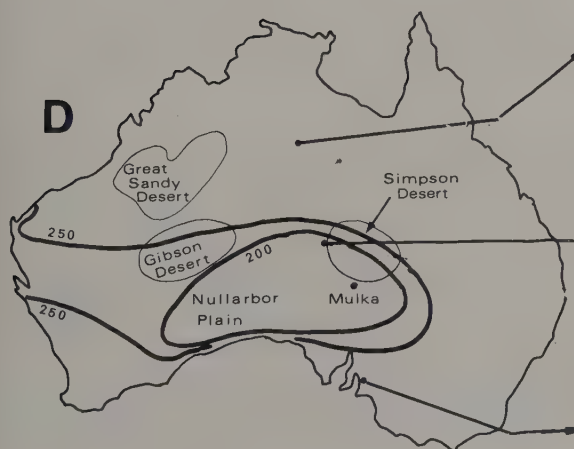 D
Great
Sandy
Desert
Simpson
Desert
250
Gibson
Desert
200
250
Nullarbor
Plain
Mulka